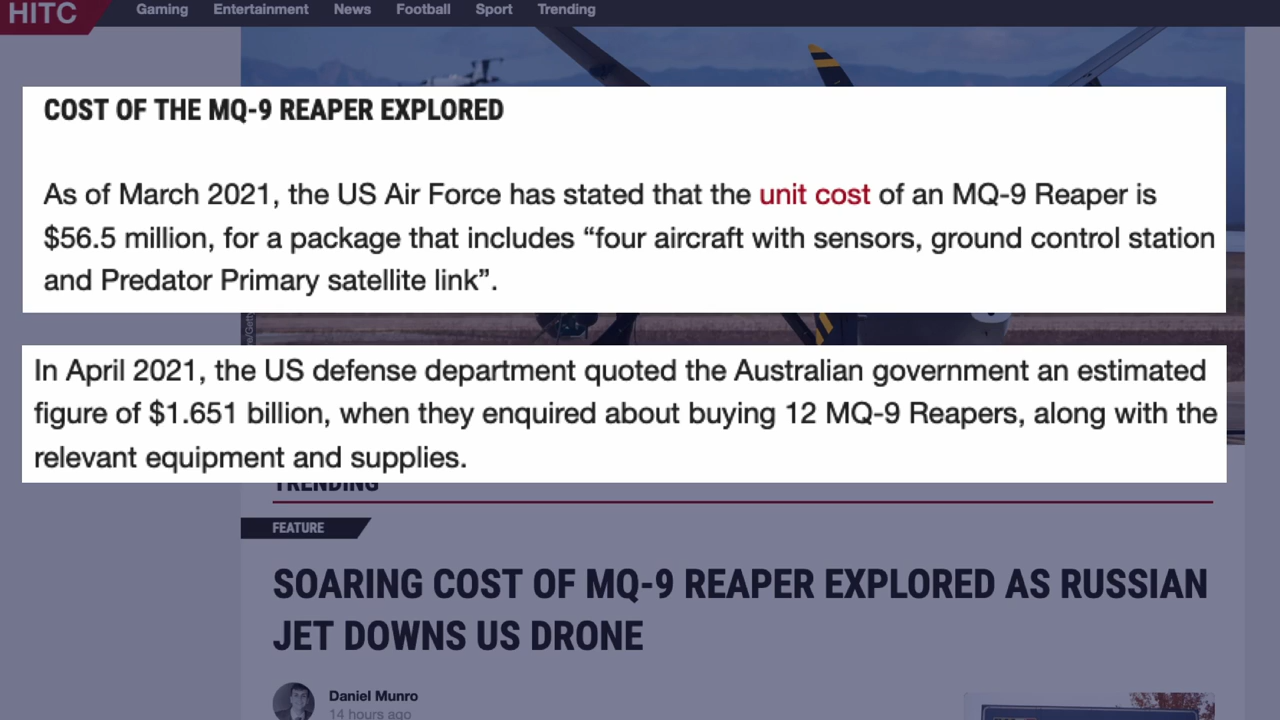 HITC
Gaming Entertainment News Football Sport Trending
COST OF THE MQ-9 REAPER EXPLORED
As of March 2021, the US Air Force has stated that the unit cost of an MQ-9 Reaper is
$56.5 million, for a package that includes “four aircraft with sensors, ground control station
and Predator Primary satellite link”.
In April 2021, the US defense department quoted the Australian government an estimated
figure of $1.651 billion, when they enquired about buying 12 MQ-9 Reapers, along with the
relevant equipment and supplies.
TRENDING
FEATURE
SOARING COST OF MQ-9 REAPER EXPLORED AS RUSSIAN
JET DOWNS US DRONE
Daniel Munro
14 hours ago